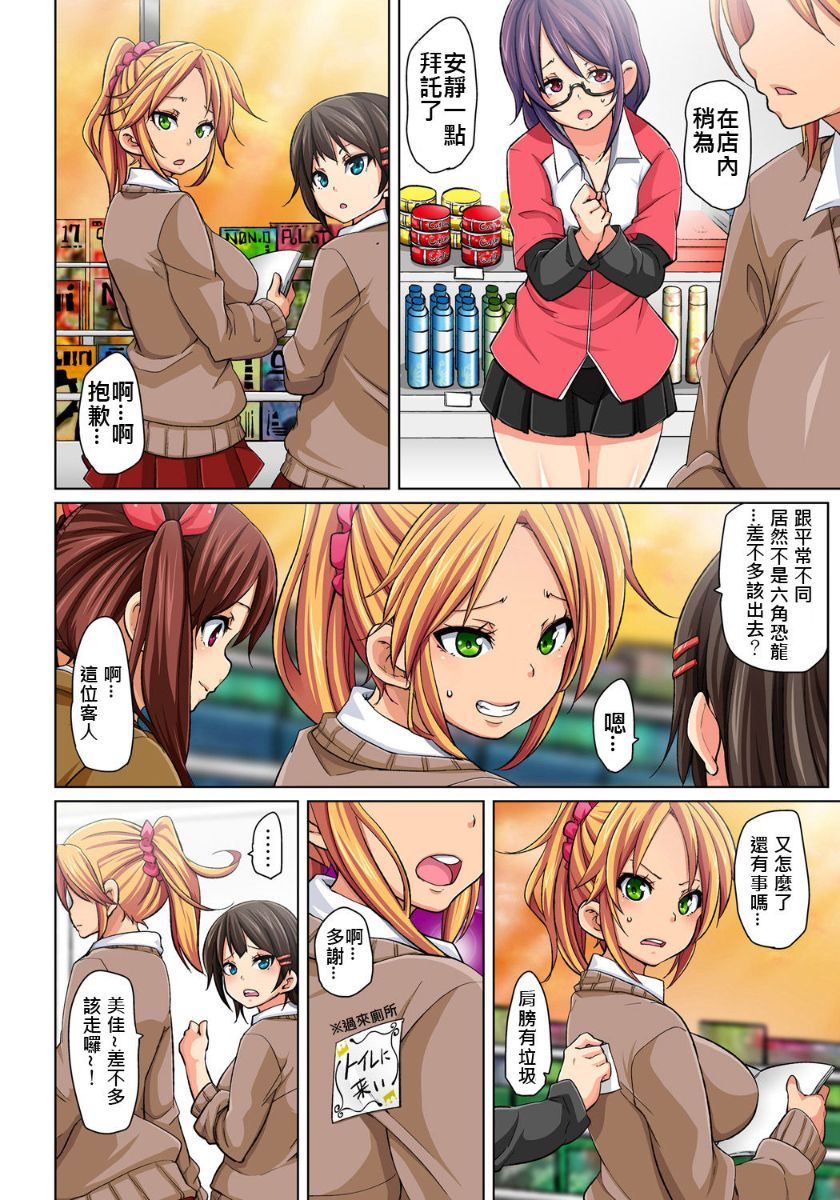 在店內
稍為
安靜一點
拜託了
啊…啊
抱歉…
17
NØN.O
PoLoTi
跟平常不同
居然不是六角恐龍
…差不多該出去？
嗯…
啊…
這位客人
又怎麼了
還有事嗎…
肩膀有垃圾
啊…
多謝…
※過來廁所
トイレに
来い
……
美佳~差不多
該走囉~!